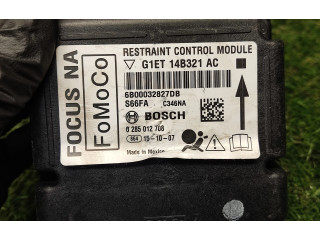 FOCUS NA
FoMoCo
RESTRAINT CONTROL MODULE
G1ET 14B321 AC
6B00032827DB
S66FA C346NA
BOSCH
0 285 012 708
664 15-10-07
Made in Mexico